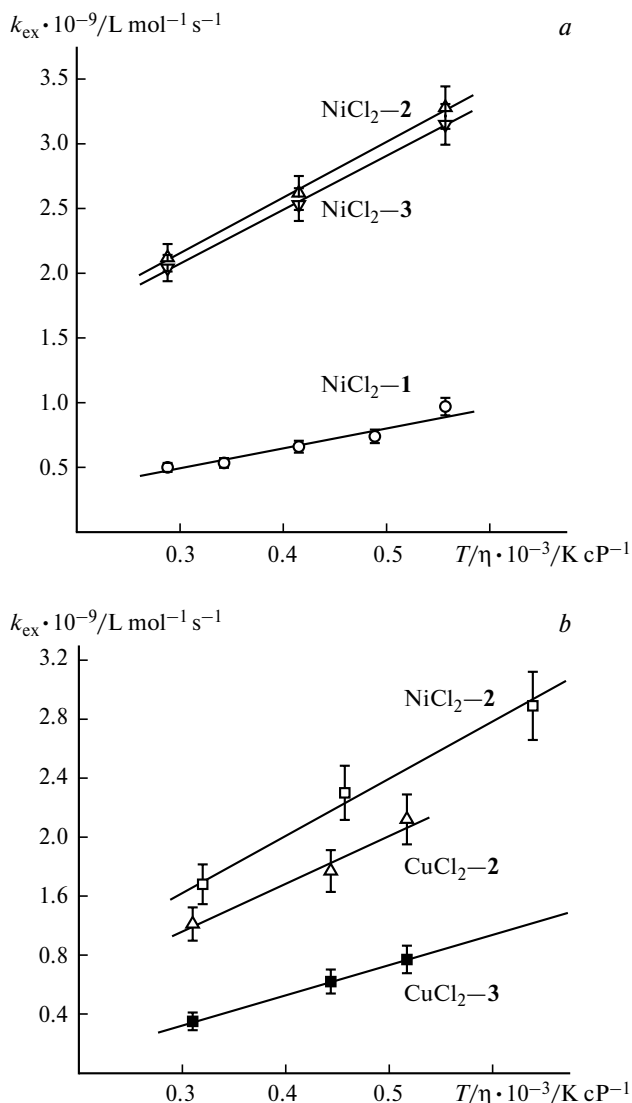 k_ex · 10⁻⁹/L mol⁻¹ s⁻¹ a
3.5
NiCl₂—2
3.0
2.5
NiCl₂—3
2.0
1.5
NiCl₂—1
1.0
0.5
0.3 0.4 0.5 T/η · 10⁻³/K cP⁻¹
k_ex · 10⁻⁹/L mol⁻¹ s⁻¹ b
3.2
NiCl₂—2
2.8
2.4
2.0
CuCl₂—2
1.6
0.8
CuCl₂—3
0.4
0.3 0.4 0.5 T/η · 10⁻³/K cP⁻¹